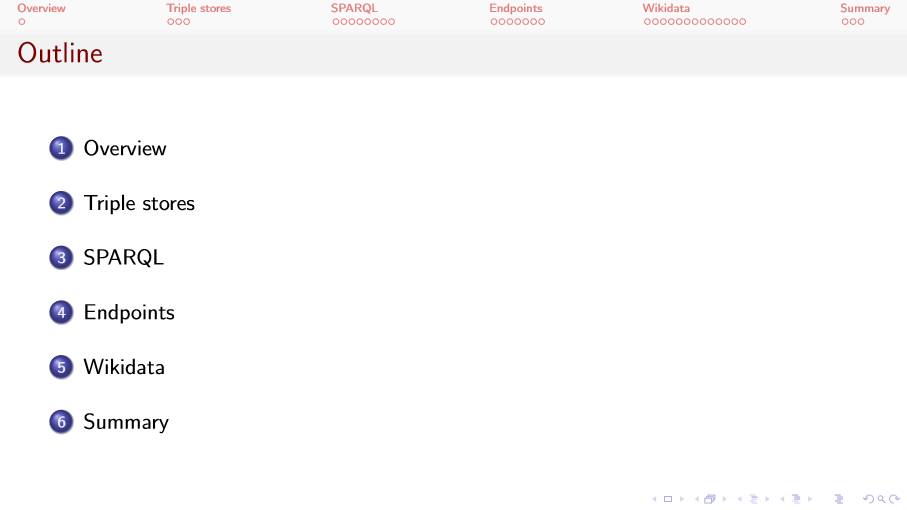 Overview Triple stores SPARQL Endpoints Wikidata Summary
Outline
1 Overview
2 Triple stores
3 SPARQL
4 Endpoints
5 Wikidata
6 Summary